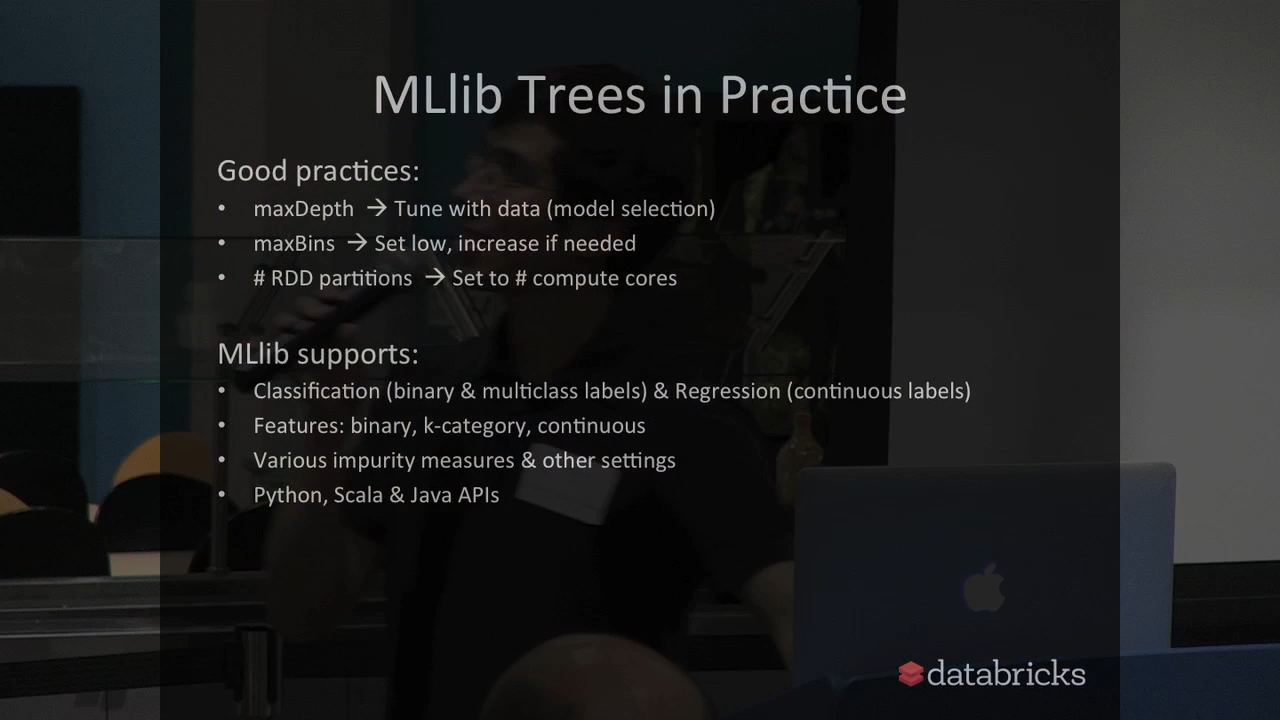 MLlib Trees in Practice
Good practices:
• maxDepth → Tune with data (model selection)
• maxBins → Set low, increase if needed
• # RDD partitions → Set to # compute cores
MLlib supports:
• Classification (binary & multiclass labels) & Regression (continuous labels)
• Features: binary, k-category, continuous
• Various impurity measures & other settings
• Python, Scala & Java APIs
databricks